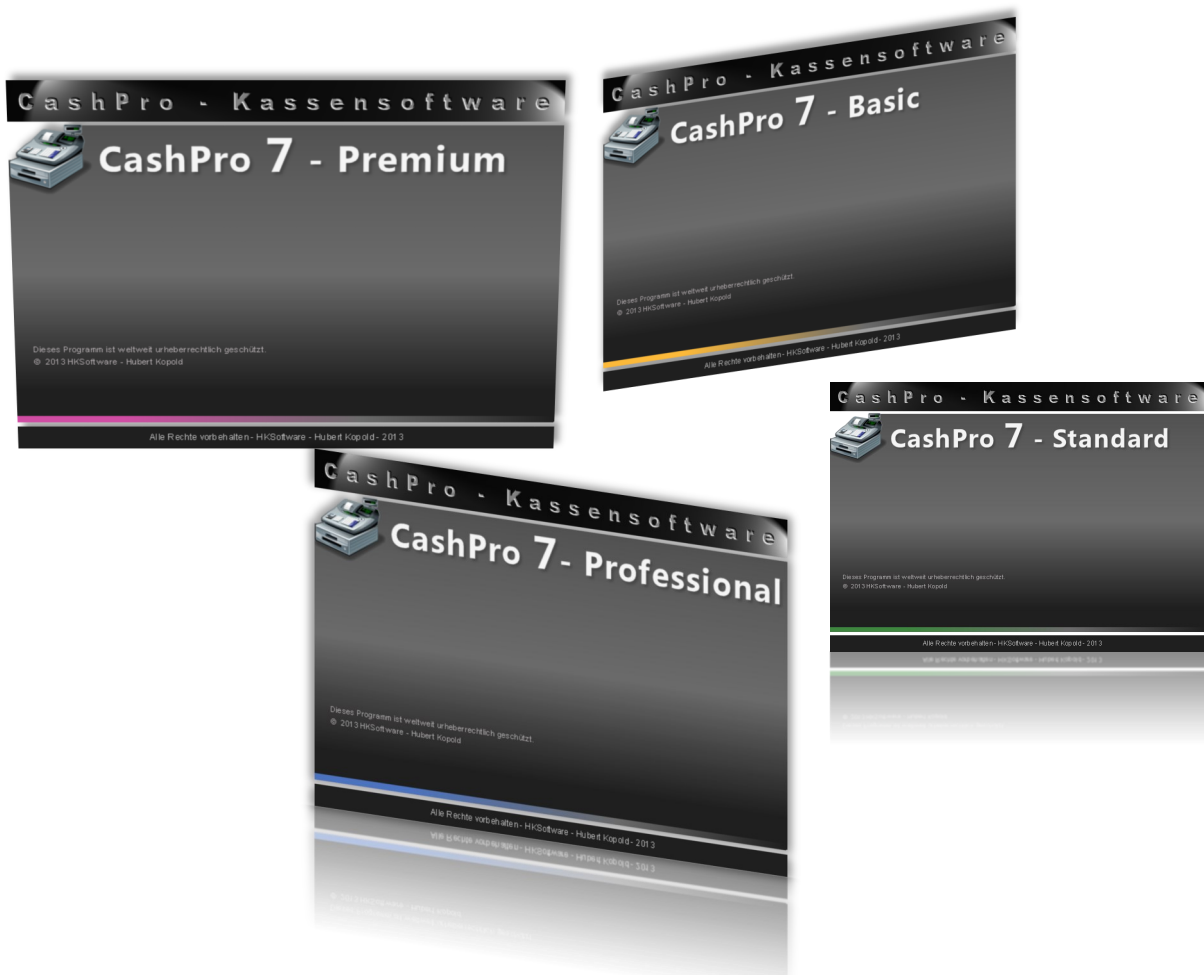 CashPro - Kassensoftware
CashPro 7 - Premium
Dieses Programm ist weltweit urheberrechtlich geschützt.
© 2013 HKSoftware - Hubert Kopold
Alle Rechte vorbehalten - HKSoftware - Hubert Kopold - 2013
CashPro - Kassensoftware
CashPro 7 - Basic
Dieses Programm ist weltweit urheberrechtlich geschützt.
© 2013 HKSoftware - Hubert Kopold
Alle Rechte vorbehalten - HKSoftware - Hubert Kopold - 2013
CashPro - Kassensoftware
CashPro 7 - Standard
Dieses Programm ist weltweit urheberrechtlich geschützt.
© 2013 HKSoftware - Hubert Kopold
Alle Rechte vorbehalten - HKSoftware - Hubert Kopold - 2013
CashPro - Kassensoftware
CashPro 7- Professional
Dieses Programm ist weltweit urheberrechtlich geschützt.
© 2013 HKSoftware - Hubert Kopold
Alle Rechte vorbehalten - HKSoftware - Hubert Kopold - 2013